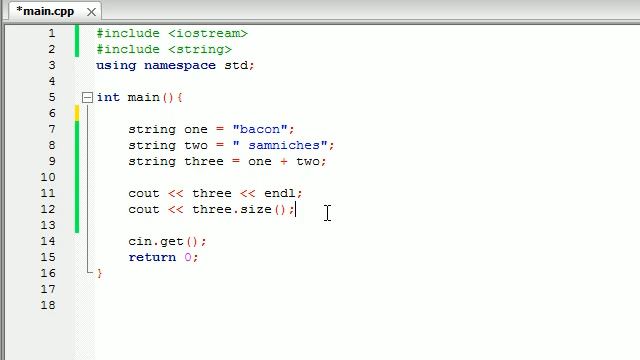 *main.cpp
1 #include <iostream>
2 #include <string>
3 using namespace std;
4
5 int main(){
6
7 string one = "bacon";
8 string two = " samniches";
9 string three = one + two;
10
11 cout << three << endl;
12 cout << three.size();
13
14 cin.get();
15 return 0;
16 }
17
18